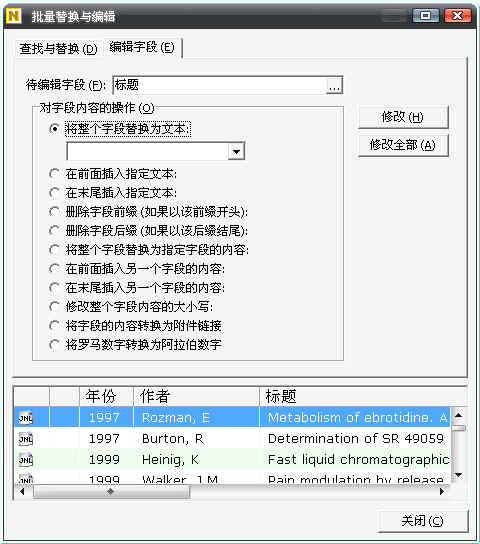 N 批量替换与编辑
查找与替换 (D) 编辑字段 (E)
待编辑字段 (F): 标题 ...
对字段内容的操作 (O)
修改 (H)
将整个字段替换为文本:
修改全部 (A)
在前面插入指定文本:
在末尾插入指定文本:
删除字段前缀 (如果以该前缀开头):
删除字段后缀 (如果以该后缀结尾):
将整个字段替换为指定字段的内容:
在前面插入另一个字段的内容:
在末尾插入另一个字段的内容:
修改整个字段内容的大小写:
将字段的内容转换为附件链接
将罗马数字转换为阿拉伯数字
年份 作者 标题
JNL 1997 Rozman, E Metabolism of ebrotidine. A
JNL 1997 Burton, R Determination of SR 49059
JNL 1999 Heinig, K Fast liquid chromatographic
JNL 1999 Walker, J M Pain modulation by release
关闭 (C)